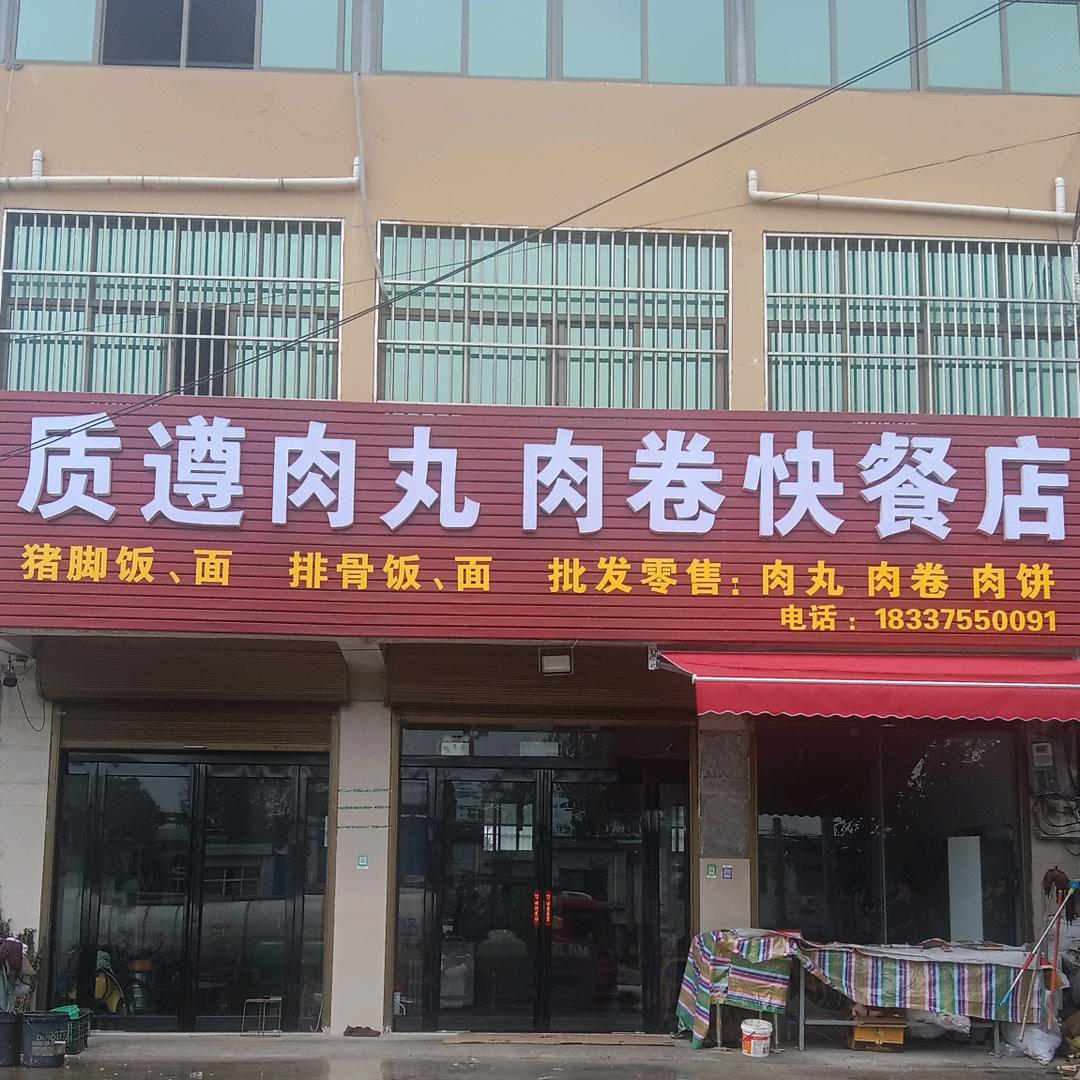 质遵肉丸 肉卷快餐店
猪脚饭、面 排骨饭、面 批发零售：肉丸 肉卷 肉饼
电话：18337550091